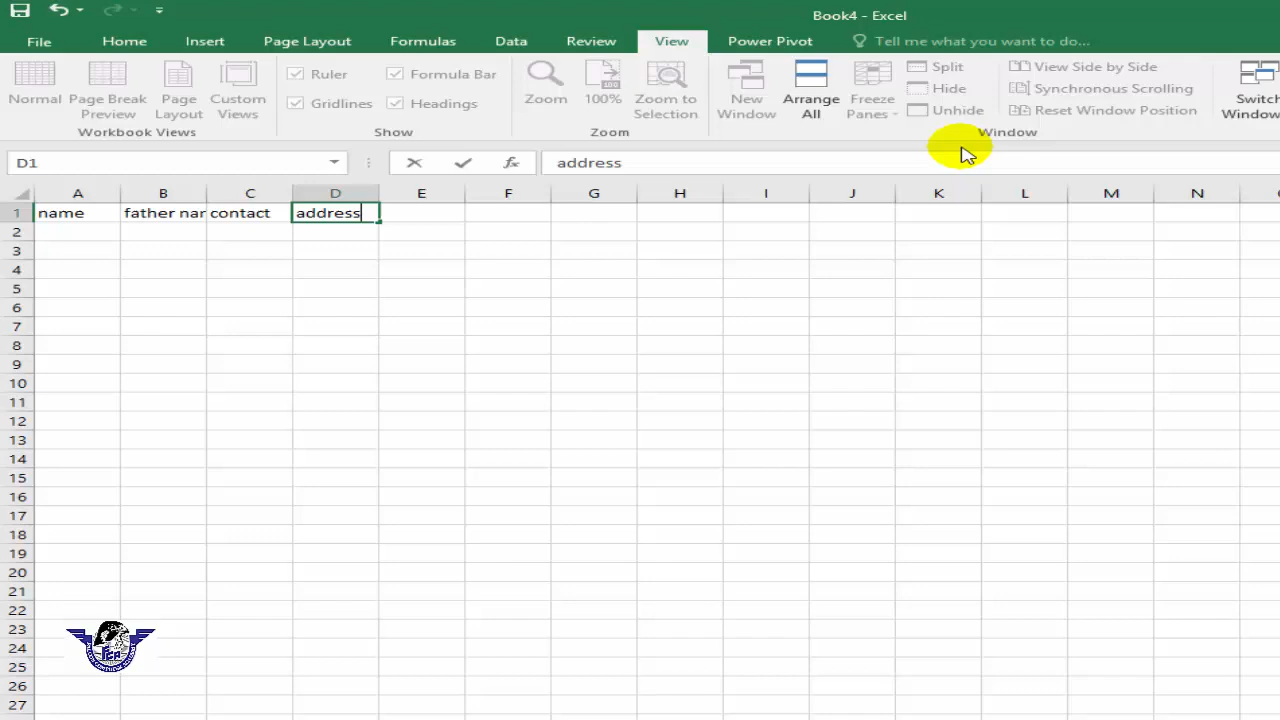 Book4 - Excel
File Home Insert Page Layout Formulas Data Review View Power Pivot Tell me what you want to do...
Normal Page Break Preview Page Layout Custom Views
Workbook Views
Ruler Formula Bar
Gridlines Headings
Show
Zoom 100% Zoom to Selection
Zoom
New Window Arrange All Freeze Panes
Split View Side by Side
Hide Synchronous Scrolling
Unhide Reset Window Position
Switch
Window
D1 fx address
A B C D E F G H I J K L M N
1 name father nar contact address
2
3
4
5
6
7
8
9
10
11
12
13
14
15
16
17
18
19
20
21
22
23
24
25
26
27